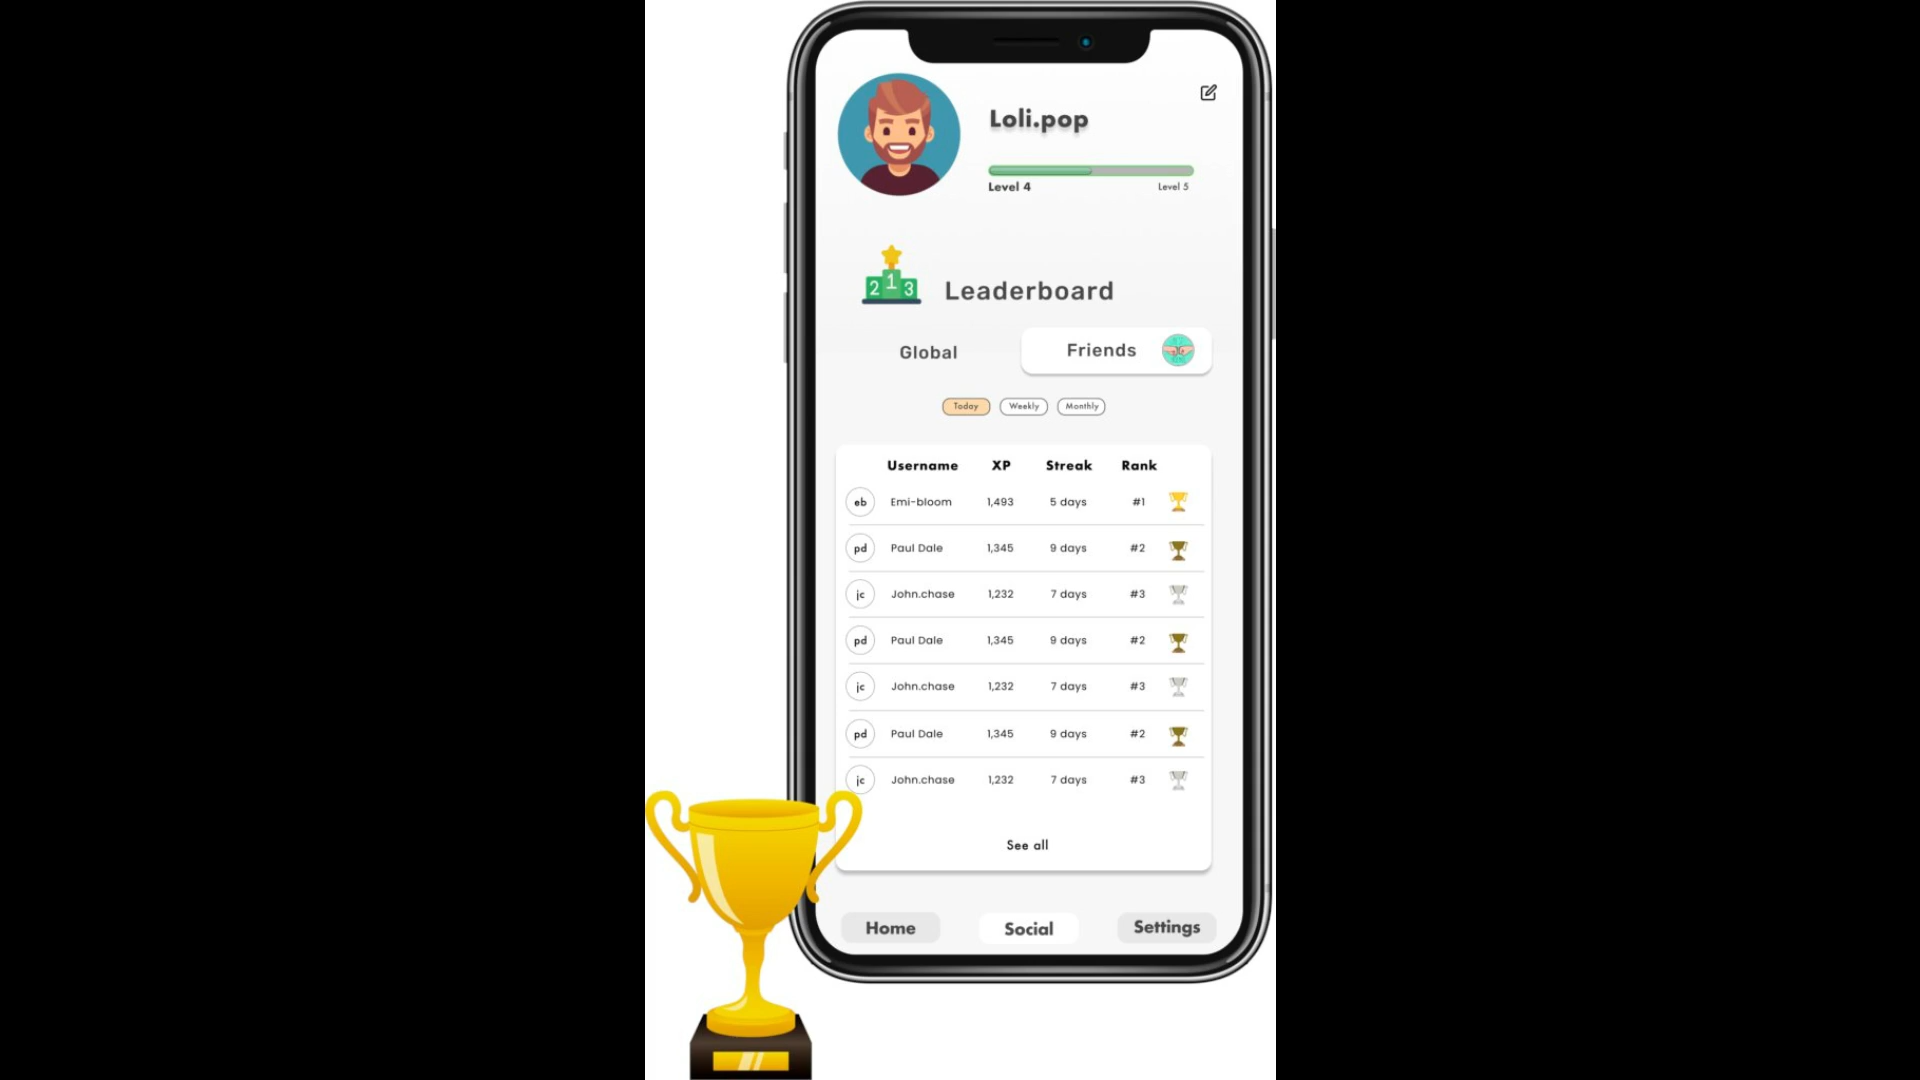 Loli.pop
Level 4 Level 5
2 1 3
Leaderboard
Global Friends
Today Weekly Monthly
Username XP Streak Rank
eb Emi-bloom 1,493 5 days #1
pd Paul Dale 1,345 9 days #2
jc John.chase 1,232 7 days #3
pd Paul Dale 1,345 9 days #2
jc John.chase 1,232 7 days #3
pd Paul Dale 1,345 9 days #2
jc John.chase 1,232 7 days #3
See all
Home Social Settings